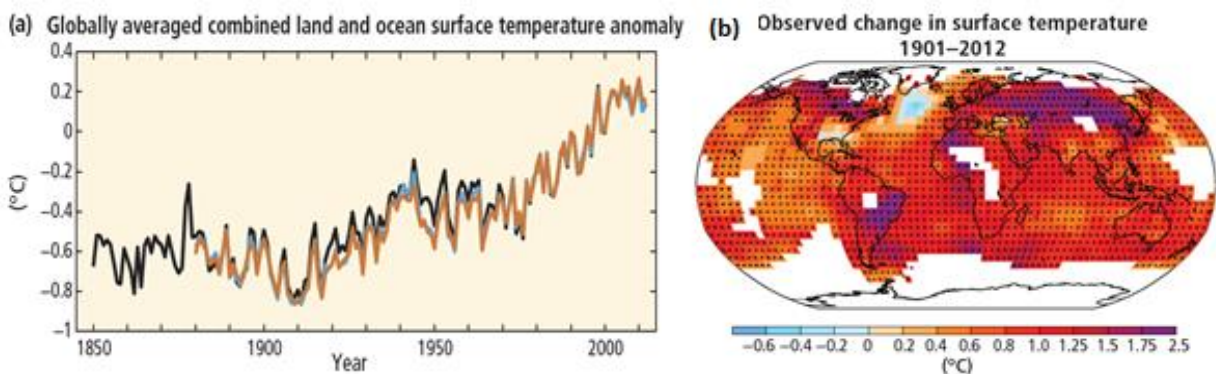 (a) Globally averaged combined land and ocean surface temperature anomaly
0.4
0.2
0
−0.2
−0.4
−0.6
−0.8
−1
(°C)
1850
1900
1950
2000
Year
(b) Observed change in surface temperature
1901–2012
−0.6 −0.4 −0.2 0 0.2 0.4 0.6 0.8 1.0 1.25 1.5 1.75 2.5
(°C)